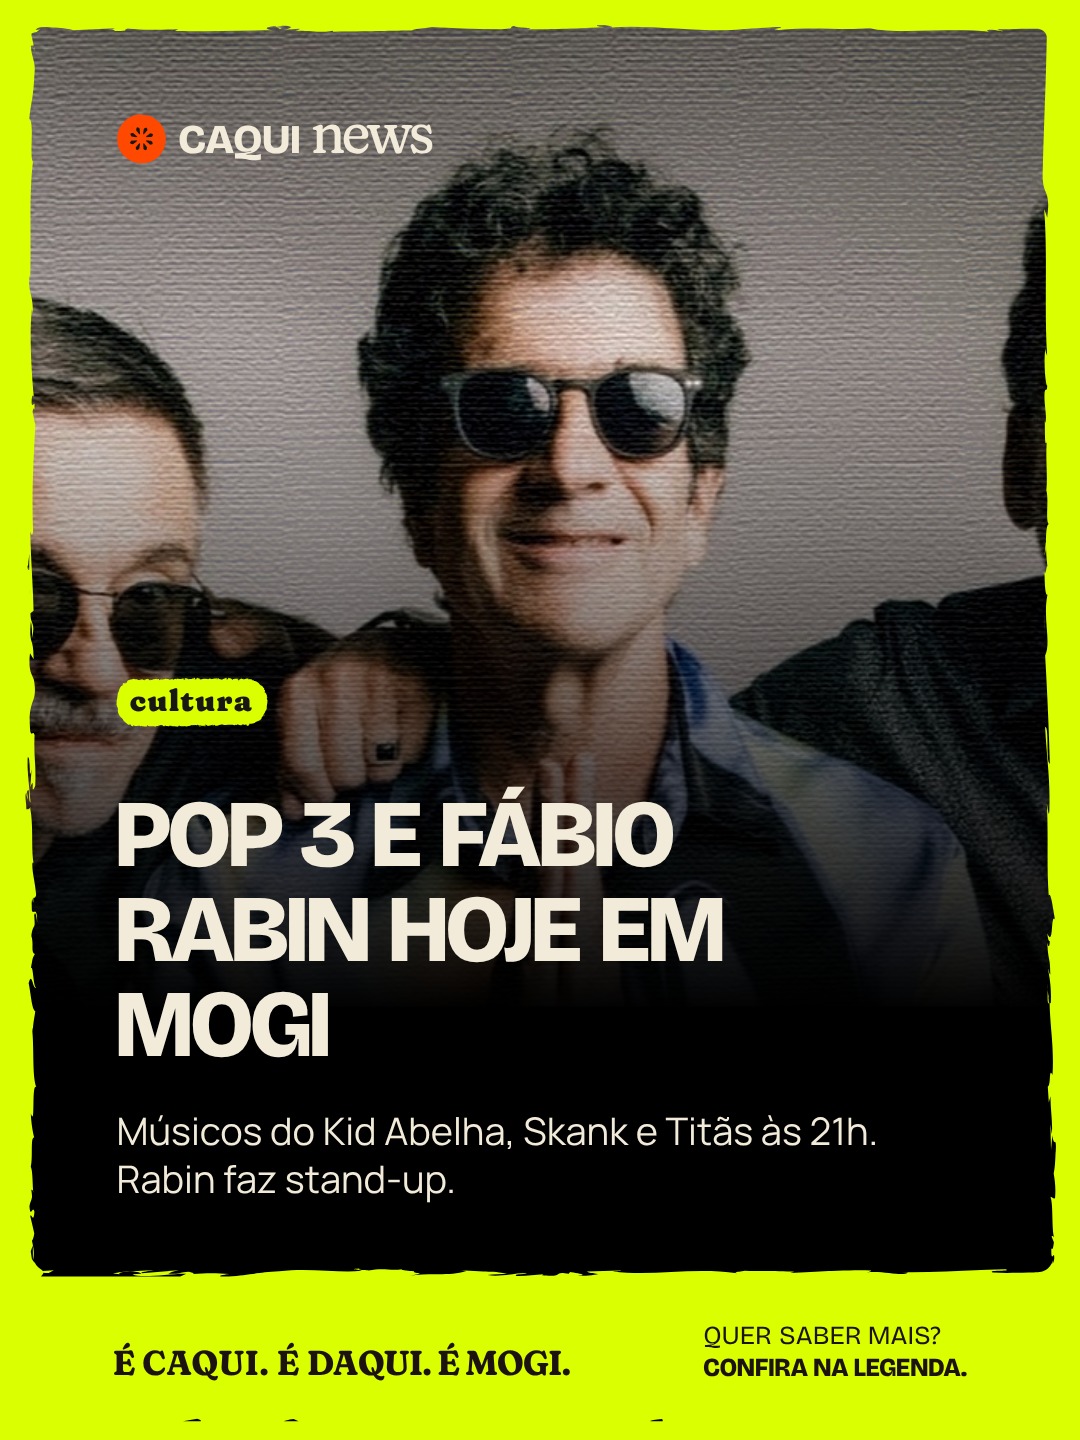 CAQUI news
cultura
POP 3 E FÁBIO
RABIN HOJE EM
MOGI
Músicos do Kid Abelha, Skank e Titãs às 21h.
Rabin faz stand-up.
É CAQUI. É DAQUI. É MOGI.
QUER SABER MAIS?
CONFIRA NA LEGENDA.